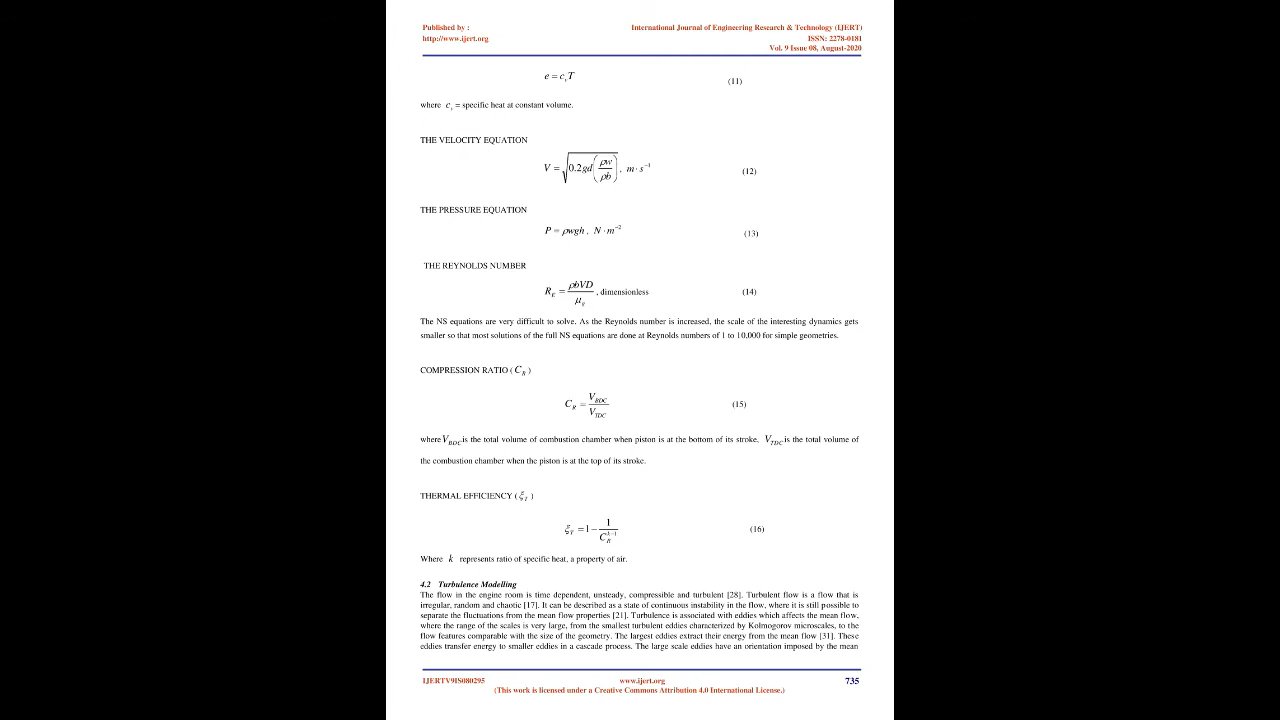 Published by :
http://www.ijert.org
International Journal of Engineering Research & Technology (IJERT)
ISSN: 2278-0181
Vol. 9 Issue 08, August-2020
e = c_v T (11)
where c_v = specific heat at constant volume.
THE VELOCITY EQUATION
V = √(0.2gd(ρw/ρb)) , m·s⁻¹ (12)
THE PRESSURE EQUATION
P = ρwgh , N·m⁻² (13)
THE REYNOLDS NUMBER
R_E = ρbVD/μ_g , dimensionless (14)
The NS equations are very difficult to solve. As the Reynolds number is increased, the scale of the interesting dynamics gets
smaller so that most solutions of the full NS equations are done at Reynolds numbers of 1 to 10,000 for simple geometries.
COMPRESSION RATIO ( C_R )
C_R = V_BDC/V_TDC (15)
where V_BDC is the total volume of combustion chamber when piston is at the bottom of its stroke, V_TDC is the total volume of
the combustion chamber when the piston is at the top of its stroke.
THERMAL EFFICIENCY ( ξ_T )
ξ_T = 1 − 1/C_R^(k−1) (16)
Where k represents ratio of specific heat, a property of air.
4.2 Turbulence Modelling
The flow in the engine room is time dependent, unsteady, compressible and turbulent [28]. Turbulent flow is a flow that is
irregular, random and chaotic [17]. It can be described as a state of continuous instability in the flow, where it is still possible to
separate the fluctuations from the mean flow properties [21]. Turbulence is associated with eddies which affects the mean flow,
where the range of the scales is very large, from the smallest turbulent eddies characterized by Kolmogorov microscales, to the
flow features comparable with the size of the geometry. The largest eddies extract their energy from the mean flow [31]. These
eddies transfer energy to smaller eddies in a cascade process. The large scale eddies have an orientation imposed by the mean
IJERTV9IS080295
www.ijert.org
735
(This work is licensed under a Creative Commons Attribution 4.0 International License.)